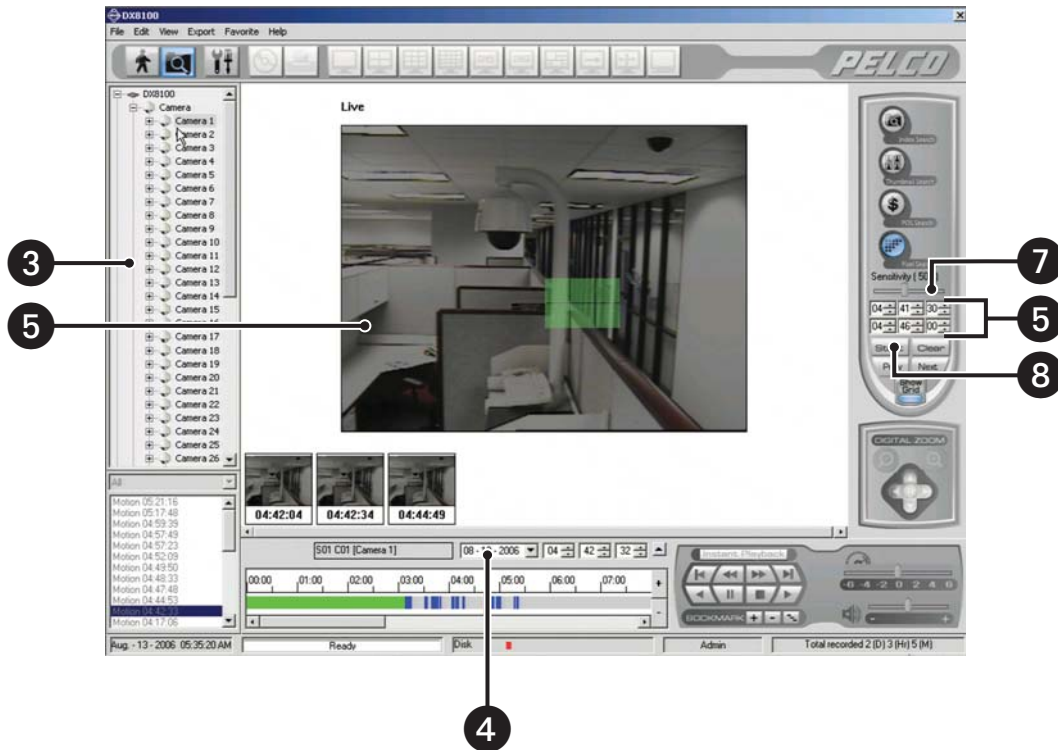 DX8100
File Edit View Export Favorite Help
PELCO
DX8100
Camera
Camera 1
Camera 2
Camera 3
Camera 4
Camera 5
Camera 6
Camera 7
Camera 8
Camera 9
Camera 10
Camera 11
Camera 12
Camera 13
Camera 14
Camera 15
Camera 17
Camera 18
Camera 19
Camera 20
Camera 21
Camera 22
Camera 23
Camera 24
Camera 25
Camera 26
Live
Index Search
Thumbnail Search
POS Search
Sensitivity ( 50
04 41 30
04 46 00
Clear
Next
Show
Grid
DIGITAL ZOOM
3
5
7
5
8
04:42:04 04:42:34 04:44:49
All
Motion 05:21:16
Motion 05:17:48
Motion 04:59:39
Motion 04:57:49
Motion 04:57:23
Motion 04:52:09
Motion 04:49:50
Motion 04:48:33
Motion 04:47:48
Motion 04:44:53
Motion 04:42:33
Motion 04:17:06
S01 C01 [Camera 1] 2006 04 42 32
00:00 01:00 02:00 03:00 04:00 05:00 06:00 07:00
+
-
Instant Playback
BOOKMARK + -
-6 -4 -2 0 2 4 6
- +
Aug. - 13 - 2006 05:35:20 AM Ready Disk Admin Total recorded 2 (D) 3 (Hr) 5 (M)
4